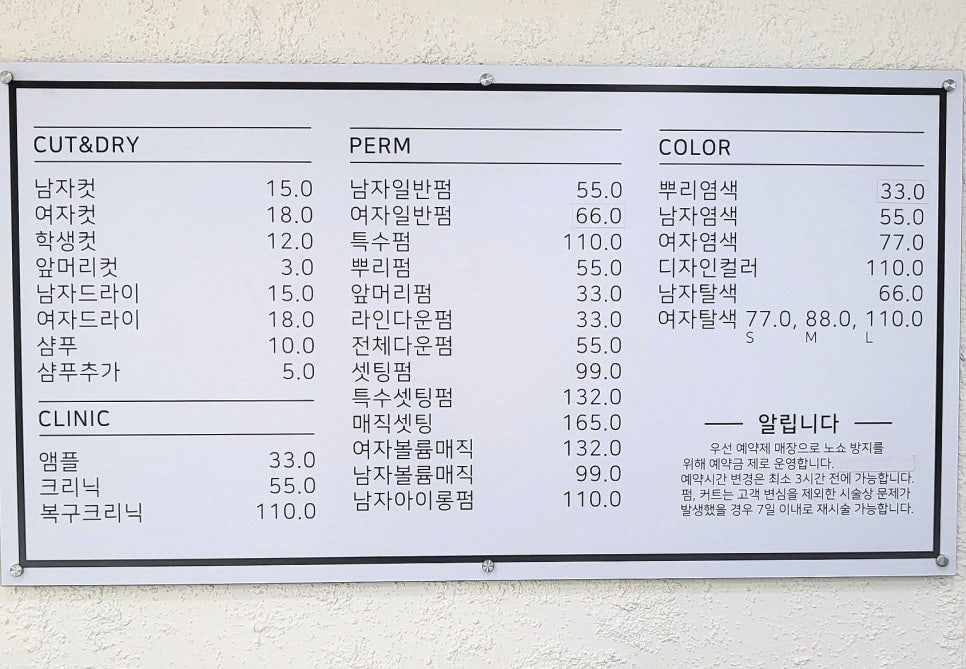 CUT&DRY
남자컷 15.0
여자컷 18.0
학생컷 12.0
앞머리컷 3.0
남자드라이 15.0
여자드라이 18.0
샴푸 10.0
샴푸추가 5.0
CLINIC
앰플 33.0
크리닉 55.0
복구크리닉 110.0
PERM
남자일반펌 55.0
여자일반펌 66.0
특수펌 110.0
뿌리펌 55.0
앞머리펌 33.0
라인다운펌 33.0
전체다운펌 55.0
셋팅펌 99.0
특수셋팅펌 132.0
매직셋팅 165.0
여자볼륨매직 132.0
남자볼륨매직 99.0
남자아이롱펌 110.0
COLOR
뿌리염색 33.0
남자염색 55.0
여자염색 77.0
디자인컬러 110.0
남자탈색 66.0
여자탈색 77.0, 88.0, 110.0
S M L
알립니다
우선 예약제 매장으로 노쇼 방지를
위해 예약금 제로 운영합니다.
예약시간 변경은 최소 3시간 전에 가능합니다.
펌, 커트는 고객 변심을 제외한 시술상 문제가
발생했을 경우 7일 이내로 재시술 가능합니다.